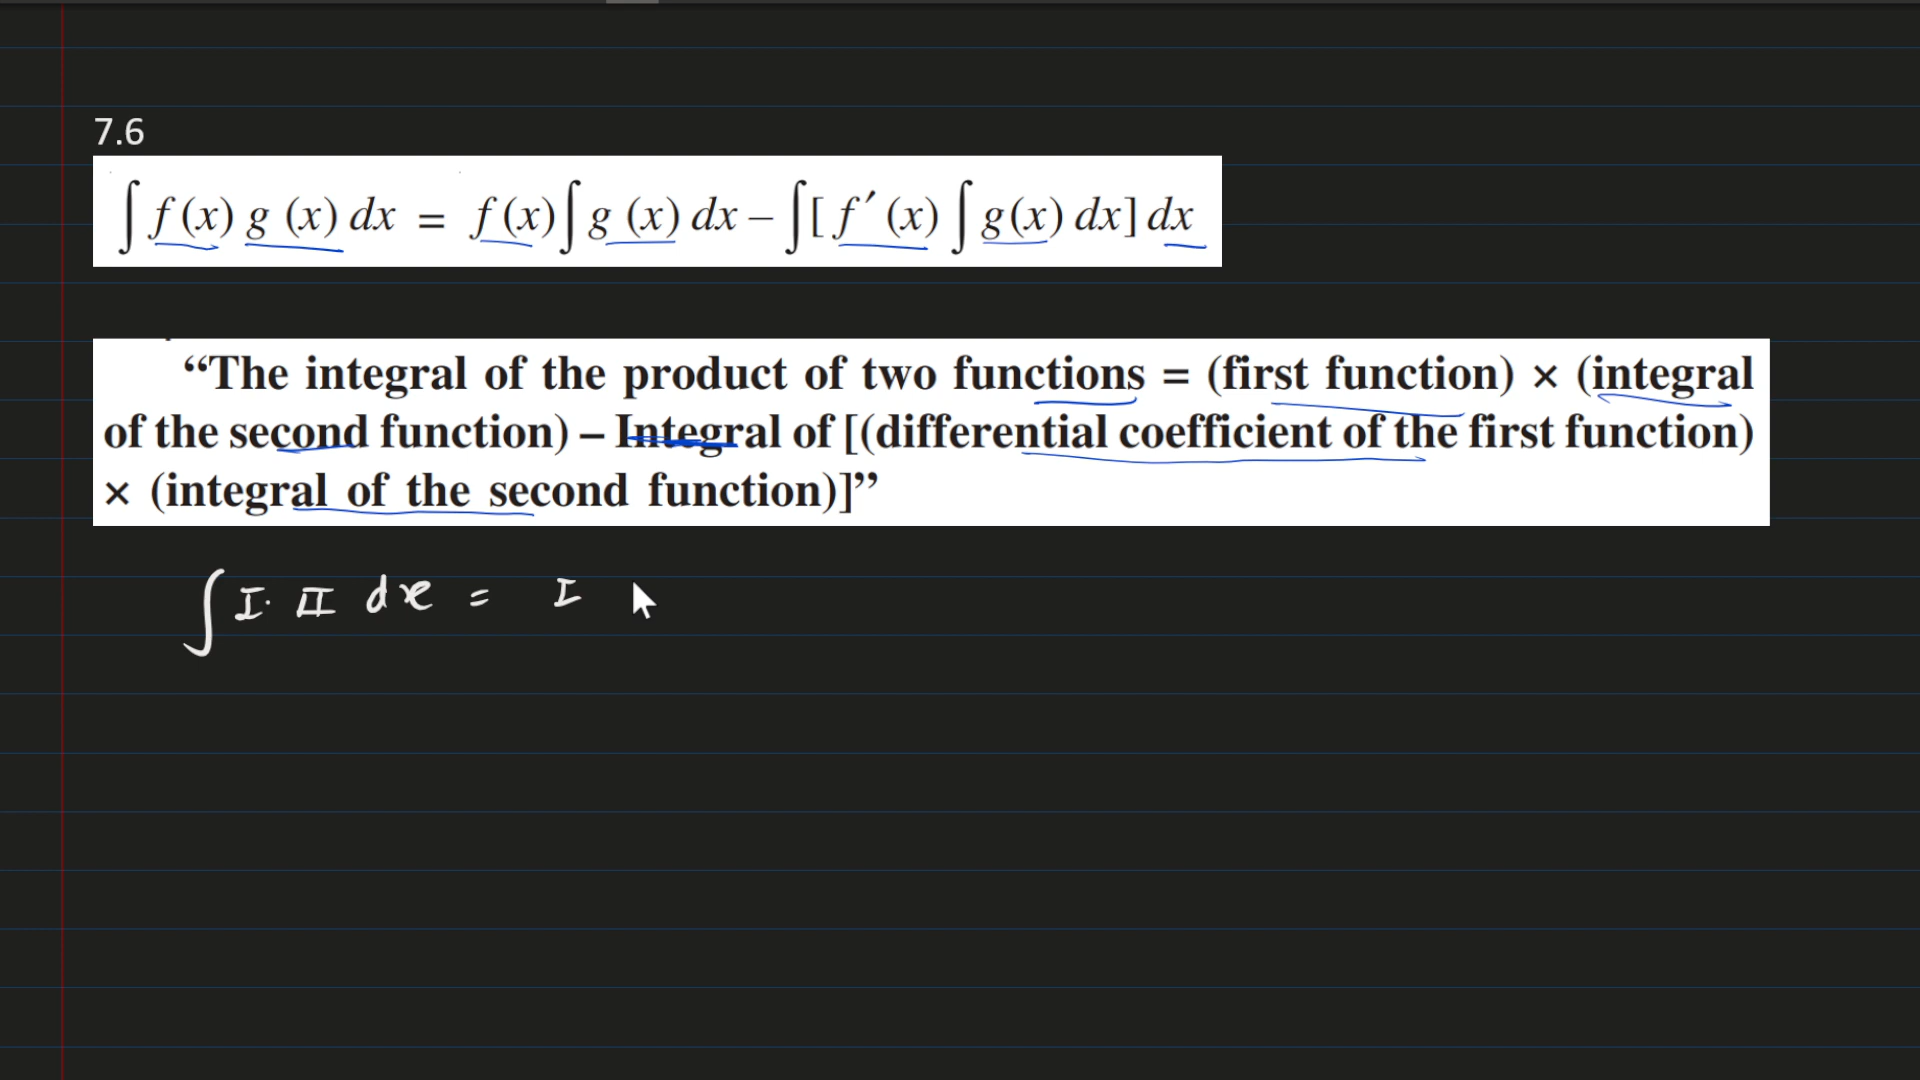 7.6
∫ f (x) g (x) dx = f (x) ∫ g (x) dx – ∫ [ f ′ (x) ∫ g(x) dx] dx
“The integral of the product of two functions = (first function) × (integral
of the second function) – Integral of [(differential coefficient of the first function)
× (integral of the second function)]”
∫ I · II dx = I